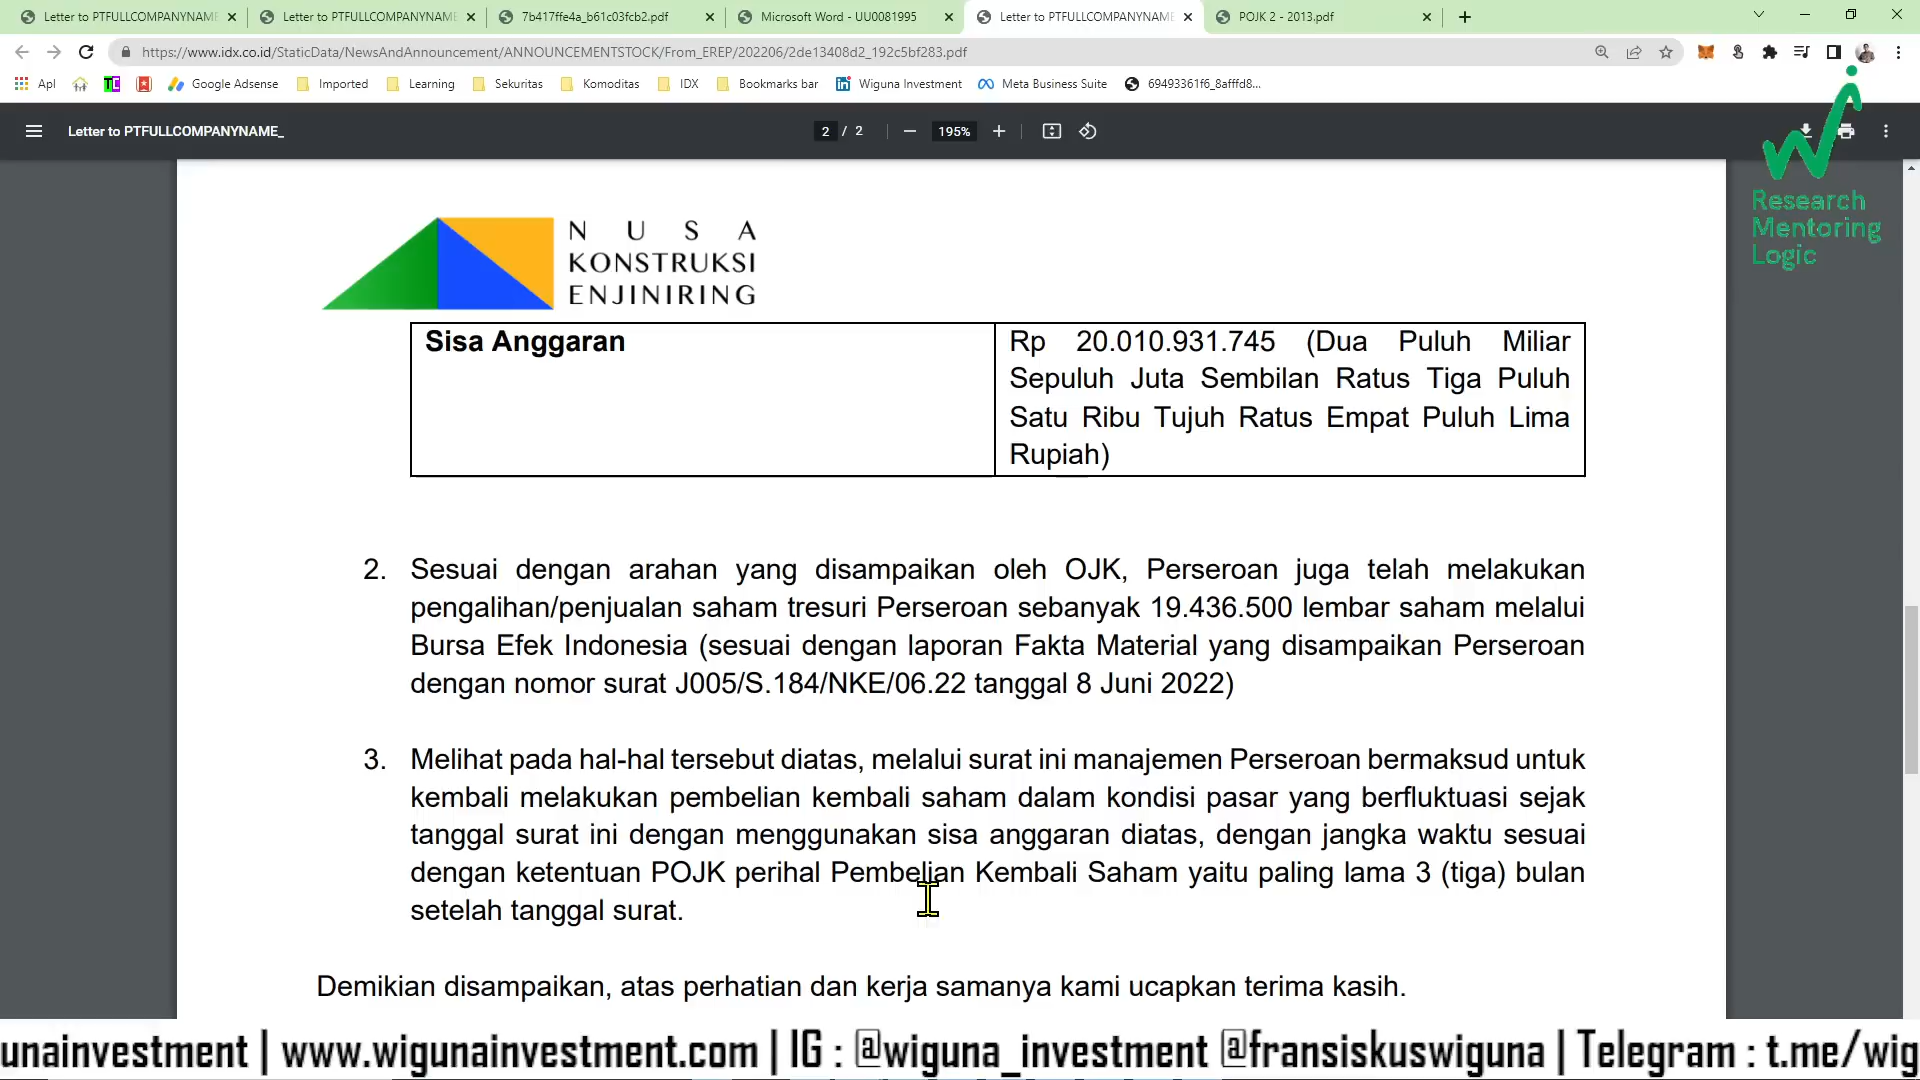 Letter to PTFULLCOMPANYNAME
Letter to PTFULLCOMPANYNAME
7b417ffe4a_b61c03fcb2.pdf
Microsoft Word - UU0081995
Letter to PTFULLCOMPANYNAME
POJK 2 - 2013.pdf
https://www.idx.co.id/StaticData/NewsAndAnnouncement/ANNOUNCEMENTSTOCK/From_EREP/202206/2de13408d2_192c5bf283.pdf
Apl
Google Adsense
Imported
Learning
Sekuritas
Komoditas
IDX
Bookmarks bar
Wiguna Investment
Meta Business Suite
69493361f6_8afffd8...
Letter to PTFULLCOMPANYNAME_
2 / 2
195%
Research
Mentoring
Logic
NUSA
KONSTRUKSI
ENJINIRING
Sisa Anggaran
Rp 20.010.931.745 (Dua Puluh Miliar
Sepuluh Juta Sembilan Ratus Tiga Puluh
Satu Ribu Tujuh Ratus Empat Puluh Lima
Rupiah)
2. Sesuai dengan arahan yang disampaikan oleh OJK, Perseroan juga telah melakukan
pengalihan/penjualan saham tresuri Perseroan sebanyak 19.436.500 lembar saham melalui
Bursa Efek Indonesia (sesuai dengan laporan Fakta Material yang disampaikan Perseroan
dengan nomor surat J005/S.184/NKE/06.22 tanggal 8 Juni 2022)
3. Melihat pada hal-hal tersebut diatas, melalui surat ini manajemen Perseroan bermaksud untuk
kembali melakukan pembelian kembali saham dalam kondisi pasar yang berfluktuasi sejak
tanggal surat ini dengan menggunakan sisa anggaran diatas, dengan jangka waktu sesuai
dengan ketentuan POJK perihal Pembelian Kembali Saham yaitu paling lama 3 (tiga) bulan
setelah tanggal surat.
Demikian disampaikan, atas perhatian dan kerja samanya kami ucapkan terima kasih.
unainvestment | www.wigunainvestment.com | IG : @wiguna_investment @fransiskuswiguna | Telegram : t.me/wig